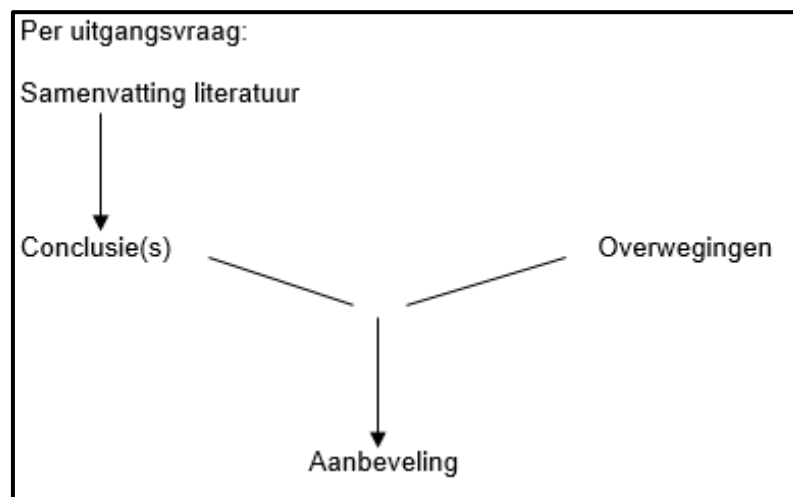 Per uitgangsvraag:
Samenvatting literatuur
Conclusie(s) Overwegingen
Aanbeveling